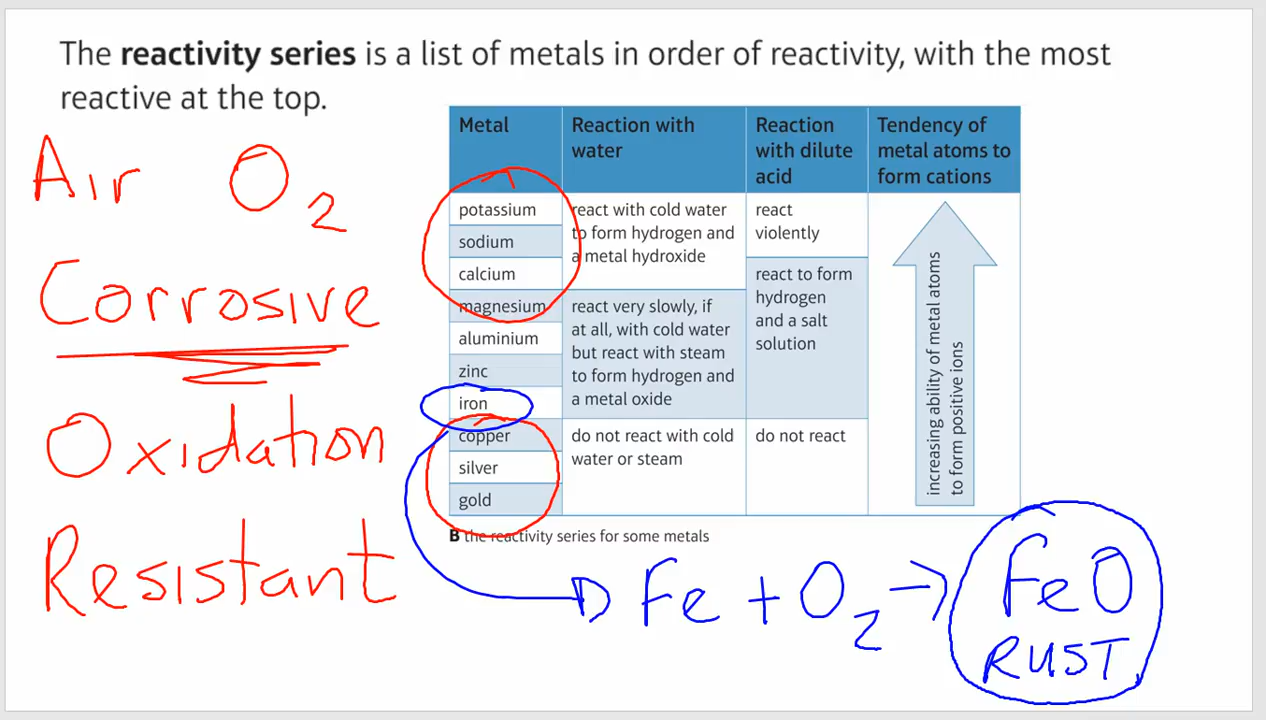 The reactivity series is a list of metals in order of reactivity, with the most
reactive at the top.
Air O2
Corrosive
Oxidation
Resistant
Metal
Reaction with
water
Reaction
with dilute
acid
Tendency of
metal atoms to
form cations
potassium
sodium
calcium
magnesium
aluminium
zinc
iron
copper
silver
gold
react with cold water
to form hydrogen and
a metal hydroxide
react very slowly, if
at all, with cold water
but react with steam
to form hydrogen and
a metal oxide
do not react with cold
water or steam
react
violently
react to form
hydrogen
and a salt
solution
do not react
increasing ability of metal atoms
to form positive ions
B the reactivity series for some metals
Fe + O2 → FeO
RUST